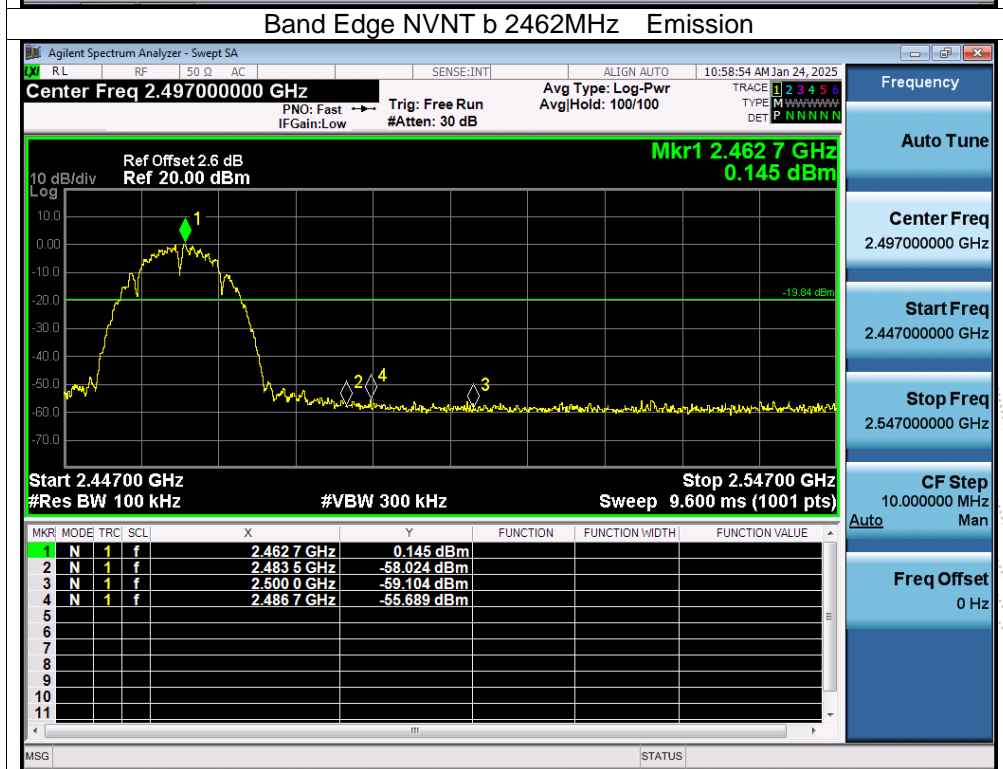 Band Edge NVNT b 2462MHz Emission
Agilent Spectrum Analyzer - Swept SA
LXI RL RF 50 Ω AC SENSE:INT ALIGN AUTO 10:58:54 AM Jan 24, 2025
Center Freq 2.497000000 GHz
PNO: Fast
IFGain:Low
Trig: Free Run
#Atten: 30 dB
Avg Type: Log-Pwr
Avg|Hold: 100/100
TRACE 1 2 3 4 5 6
TYPE M WWWWW
DET P N N N N N
Ref Offset 2.6 dB
10 dB/div Ref 20.00 dBm
Log
Mkr1 2.462 7 GHz
0.145 dBm
10.0
0.00
-10.0
-20.0
-30.0
-40.0
-50.0
-60.0
-70.0
1
-19.84 dBm
2
4
3
Start 2.44700 GHz Stop 2.54700 GHz
#Res BW 100 kHz #VBW 300 kHz Sweep 9.600 ms (1001 pts)
MKR MODE TRC SCL X Y FUNCTION FUNCTION WIDTH FUNCTION VALUE
1 N 1 f 2.462 7 GHz 0.145 dBm
2 N 1 f 2.483 5 GHz -58.024 dBm
3 N 1 f 2.500 0 GHz -59.104 dBm
4 N 1 f 2.486 7 GHz -55.689 dBm
5
6
7
8
9
10
11
MSG STATUS
Frequency
Auto Tune
Center Freq
2.497000000 GHz
Start Freq
2.447000000 GHz
Stop Freq
2.547000000 GHz
CF Step
10.000000 MHz
Auto Man
Freq Offset
0 Hz